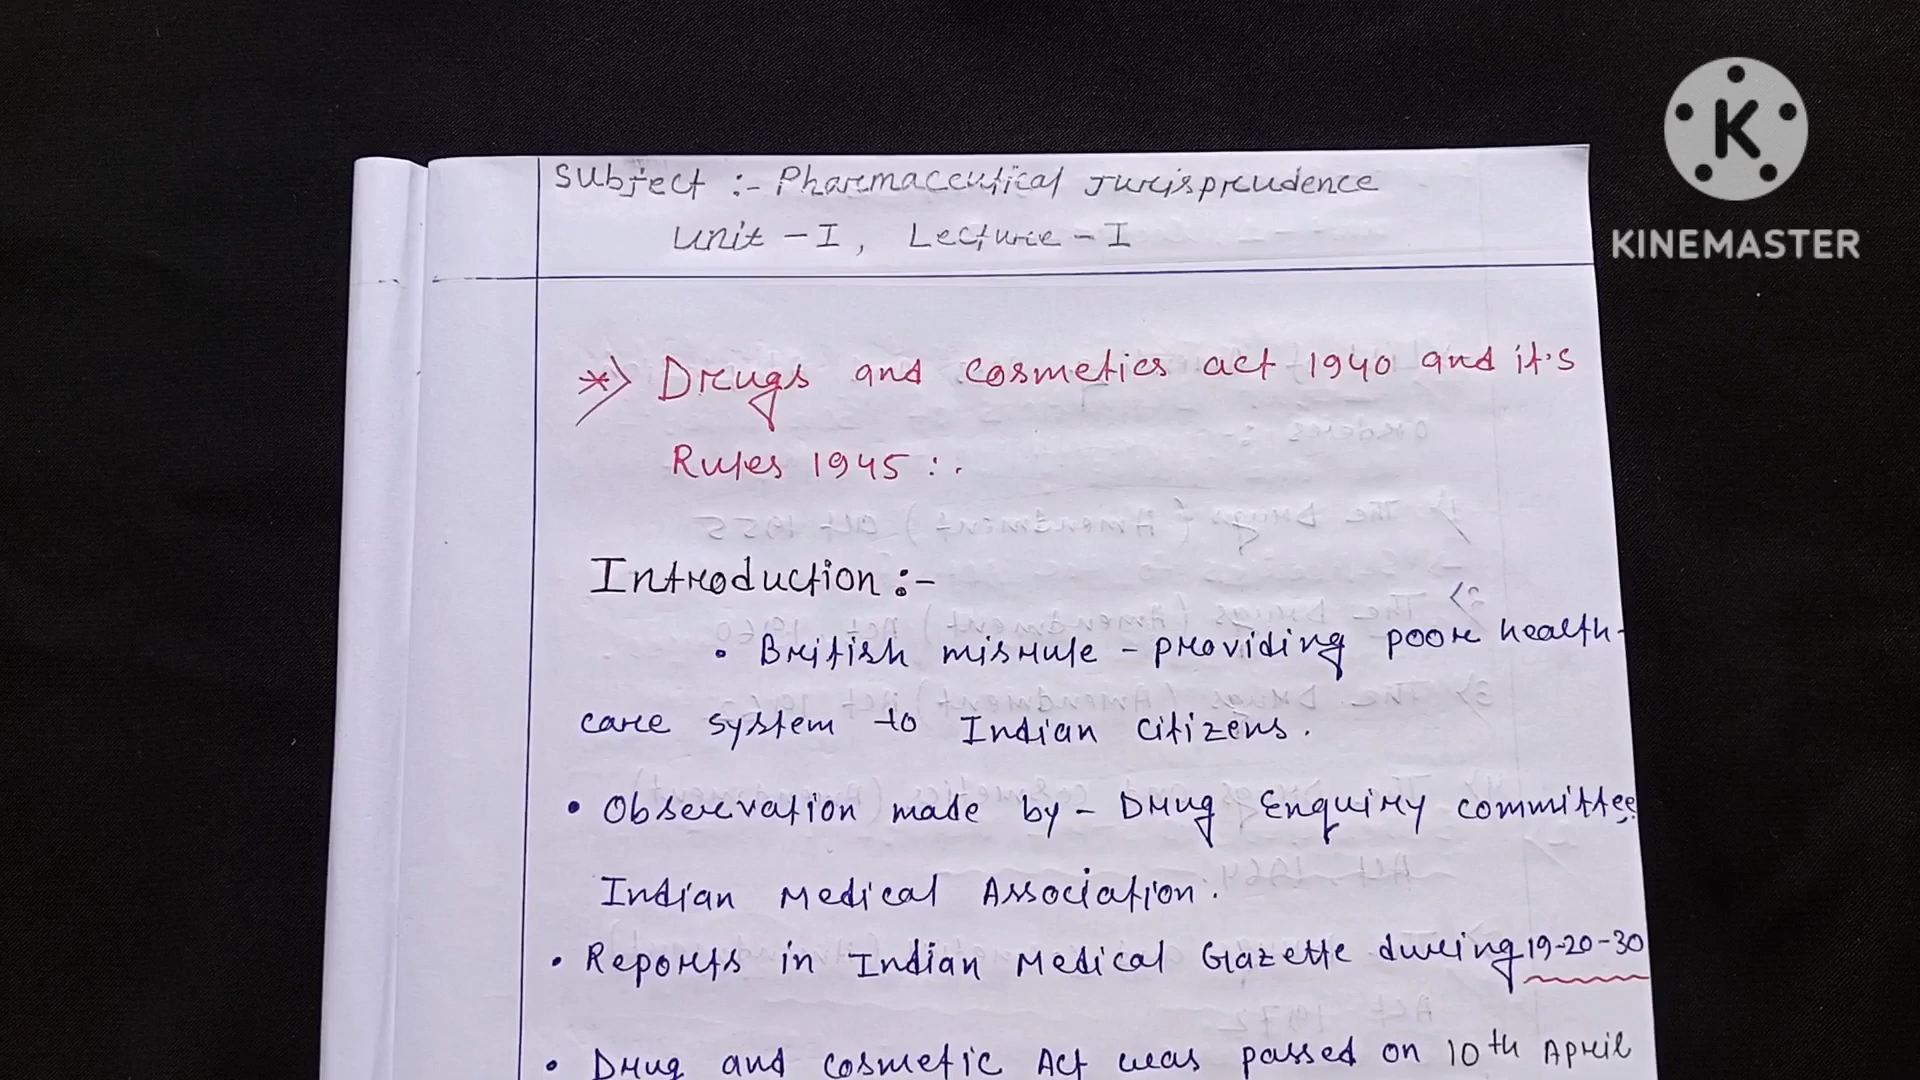 Subject :- Pharmaceutical Jurisprudence
Unit - I, Lecture - I
KINEMASTER
*> Drugs and cosmetics act 1940 and it's
Rules 1945 :.
Introduction :-
• British misrule - providing poor health-
care system to Indian citizens.
• Observation made by - Drug Enquiry committee,
Indian Medical Association.
• Reports in Indian Medical Gazette during 19-20-30
• Drug and cosmetic Act was passed on 10th April